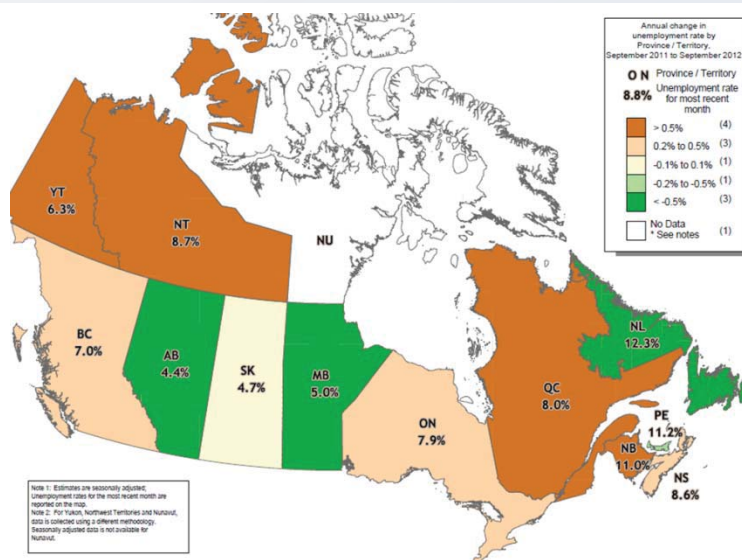 Annual change in
unemployment rate by
Province / Territory,
September 2011 to September 2012
O N Province / Territory
8.8% Unemployment rate
for most recent
month
> 0.5% (4)
0.2% to 0.5% (3)
-0.1% to 0.1% (1)
-0.2% to -0.5% (1)
< -0.5% (3)
No Data
* See notes (1)
YT
6.3%
NT
8.7%
NU
BC
7.0%
AB
4.4%
SK
4.7%
MB
5.0%
ON
7.9%
QC
8.0%
NL
12.3%
PE
11.2%
NB
11.0%
NS
8.6%
Note 1: Estimates are seasonally adjusted;
Unemployment rates for the most recent month are
reported on the map.
Note 2: For Yukon, Northwest Territories and Nunavut,
data is collected using a different methodology.
Seasonally adjusted data is not available for
Nunavut.